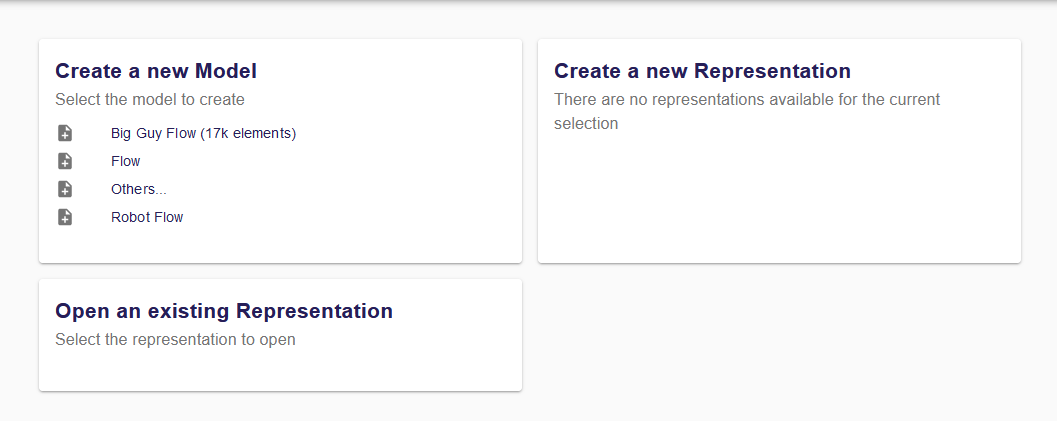 Create a new Model
Select the model to create
Big Guy Flow (17k elements)
Flow
Others...
Robot Flow
Create a new Representation
There are no representations available for the current
selection
Open an existing Representation
Select the representation to open